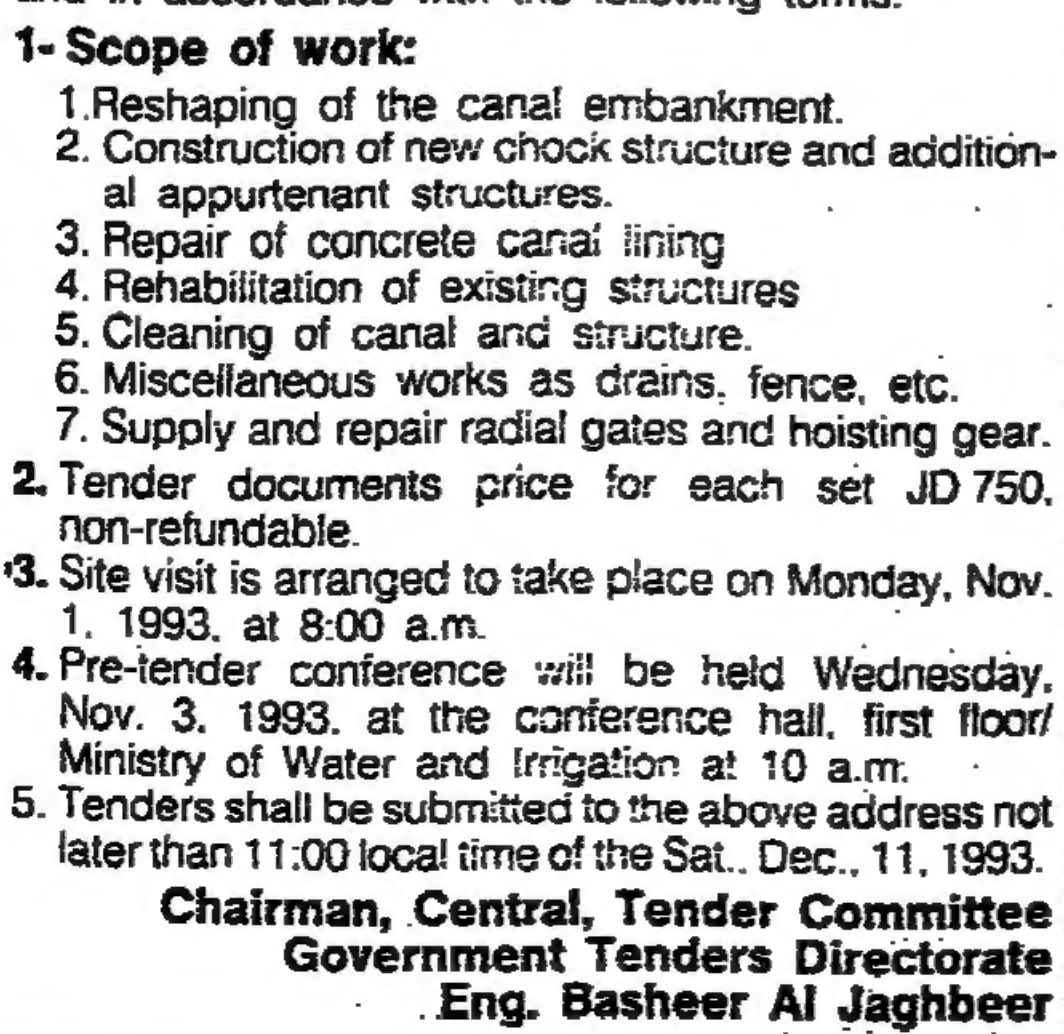 and in accordance with the following terms:
1- Scope of work:
1.Reshaping of the canal embankment.
2. Construction of new chock structure and addition-
al appurtenant structures.
3. Repair of concrete canal lining
4. Rehabilitation of existing structures
5. Cleaning of canal and structure.
6. Miscellaneous works as drains, fence, etc.
7. Supply and repair radial gates and hoisting gear.
2. Tender documents price for each set JD 750,
non-refundable.
3. Site visit is arranged to take place on Monday, Nov.
1, 1993, at 8:00 a.m.
4. Pre-tender conference will be held Wednesday,
Nov. 3, 1993, at the conference hall, first floor/
Ministry of Water and Irrigation at 10 a.m.
5. Tenders shall be submitted to the above address not
later than 11:00 local time of the Sat., Dec., 11, 1993.
Chairman, Central, Tender Committee
Government Tenders Directorate
Eng. Basheer Al Jaghbeer